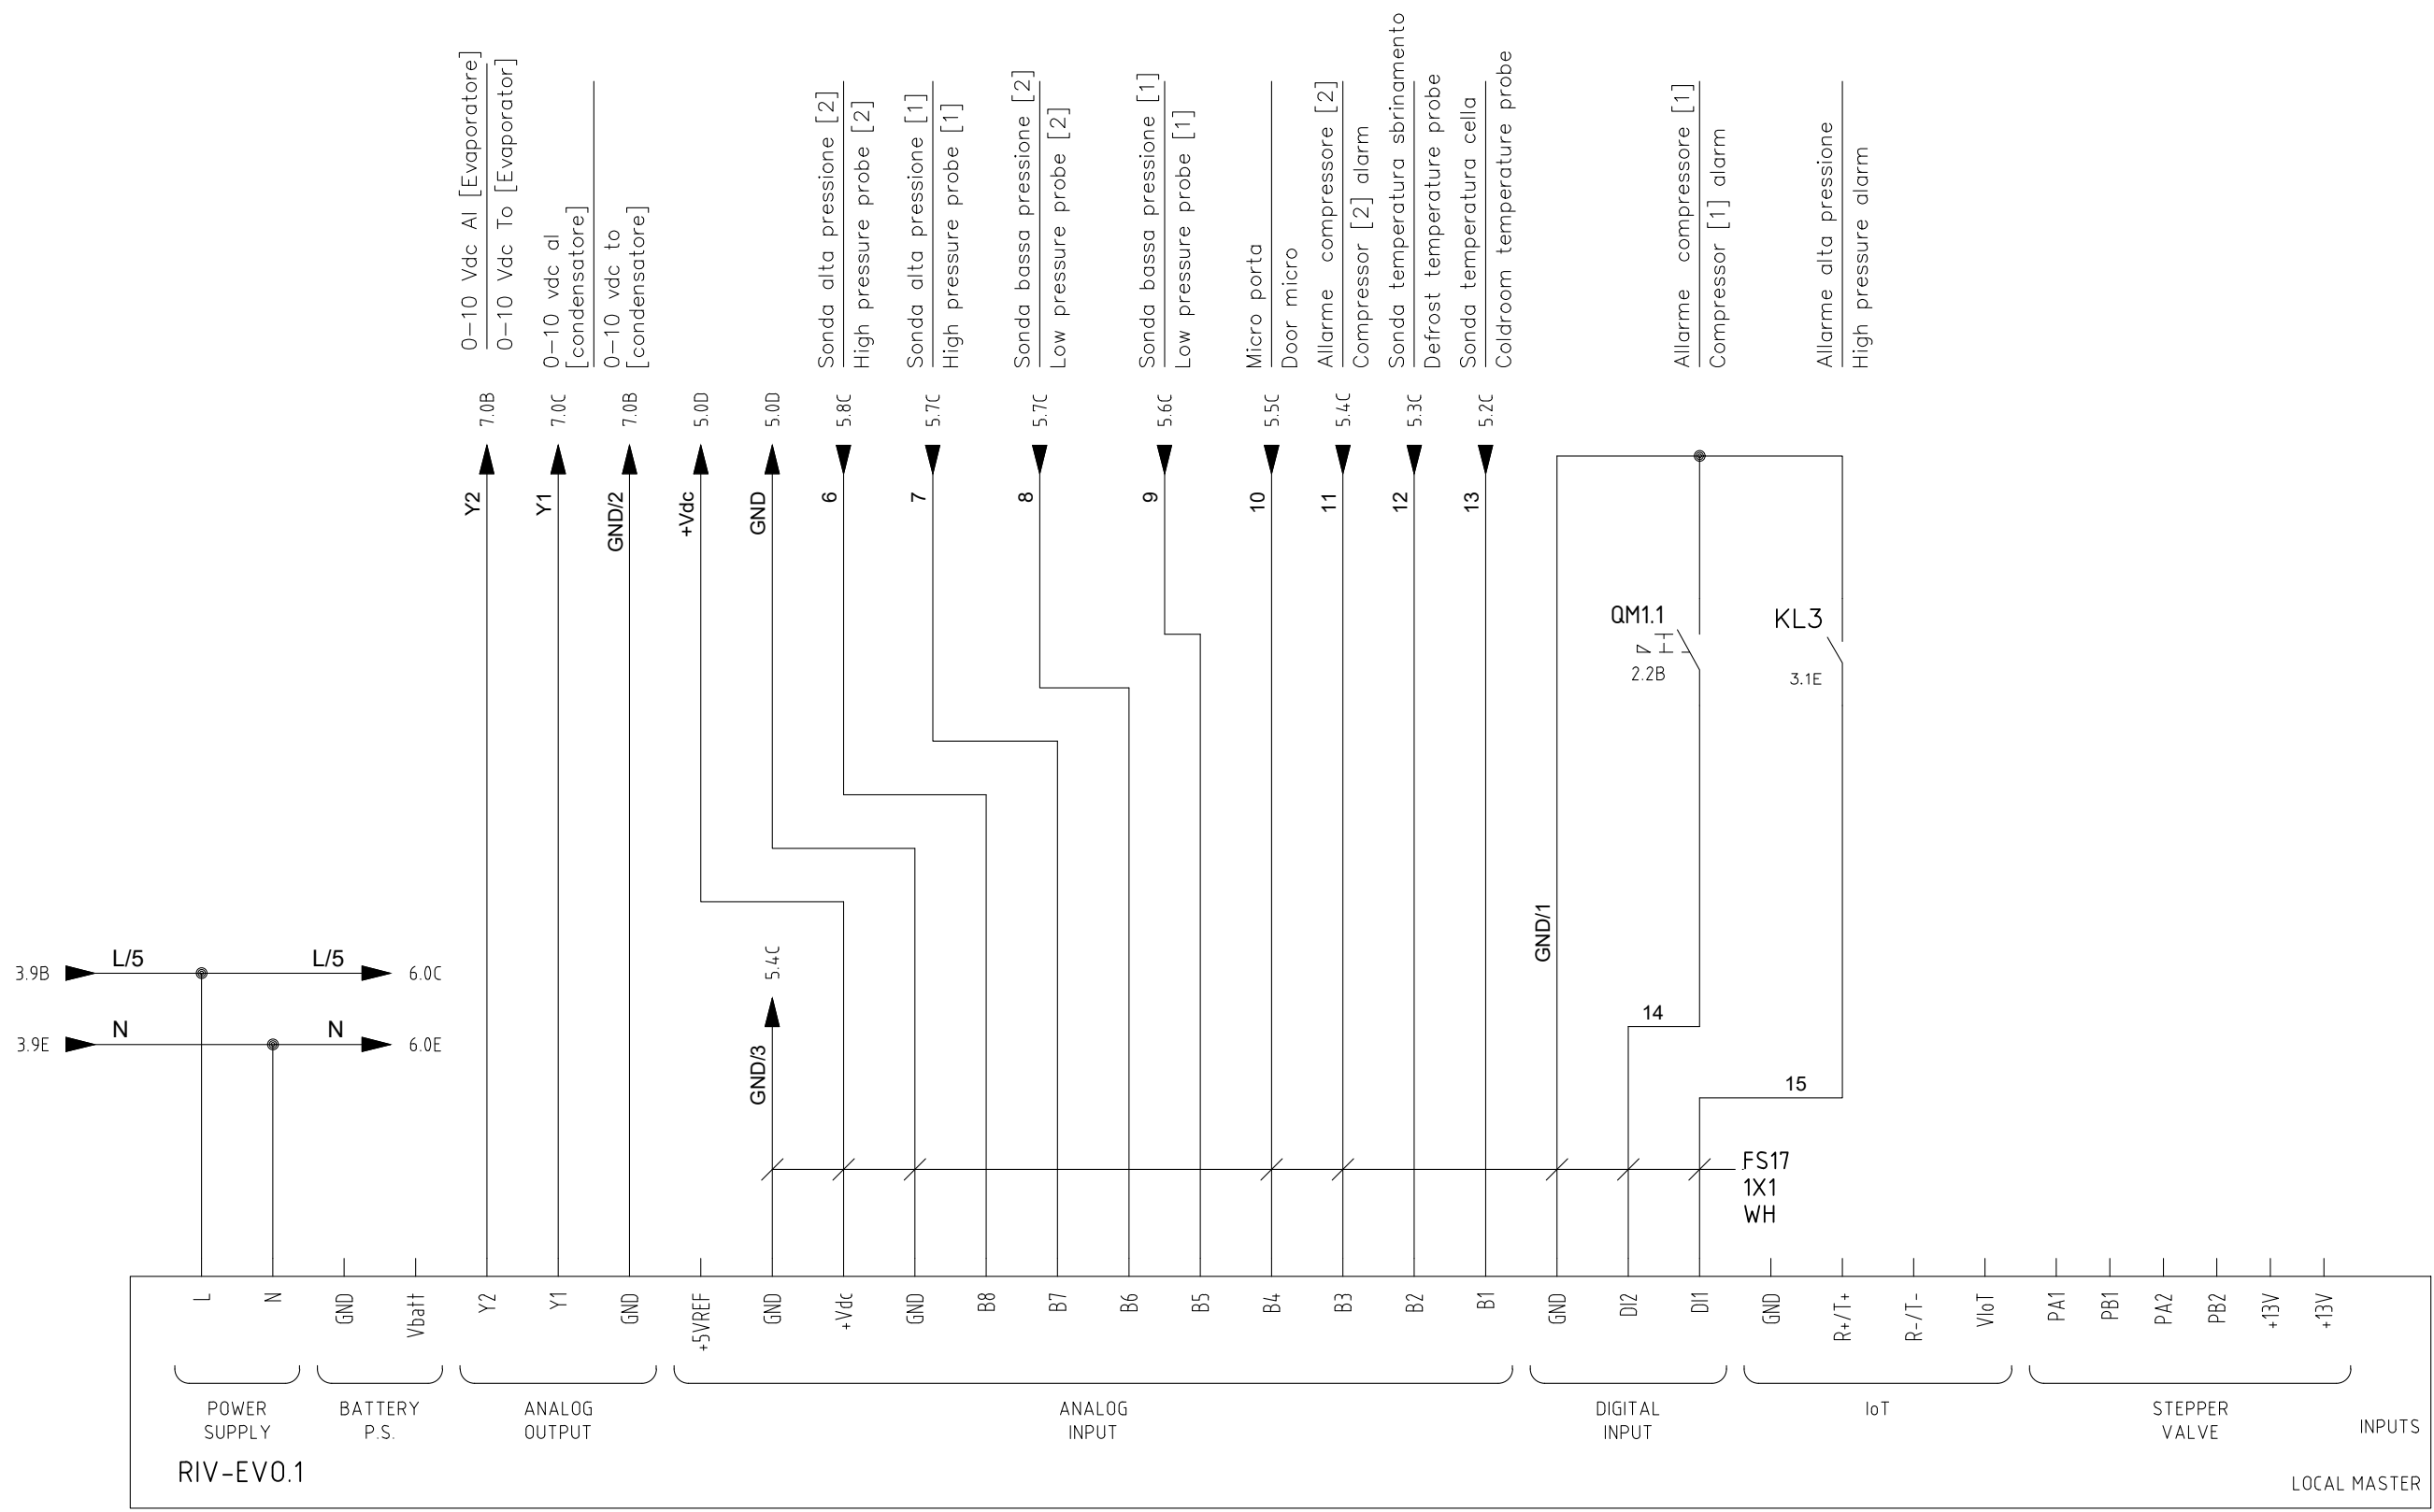 0-10 Vdc Al [Evaporatore]
0-10 Vdc To [Evaporator]
0-10 vdc al
[condensatore]
0-10 vdc to
[condensatore]
Sonda alta pressione [2]
High pressure probe [2]
Sonda alta pressione [1]
High pressure probe [1]
Sonda bassa pressione [2]
Low pressure probe [2]
Sonda bassa pressione [1]
Low pressure probe [1]
Micro porta
Door micro
Allarme compressore [2]
Compressor [2] alarm
Sonda temperatura sbrinamento
Defrost temperature probe
Sonda temperatura cella
Coldroom temperature probe
Allarme compressore [1]
Compressor [1] alarm
Allarme alta pressione
High pressure alarm
7.0B
7.0C
7.0B
5.0D
5.0D
5.8C
5.7C
5.7C
5.6C
5.5C
5.4C
5.3C
5.2C
Y2
Y1
GND/2
+Vdc
GND
6
7
8
9
10
11
12
13
QM1.1
2.2B
KL3
3.1E
GND/1
3.9B
L/5
L/5
6.0C
5.4C
3.9E
N
N
6.0E
GND/3
14
15
FS17
1X1
WH
L
N
GND
Vbatt
Y2
Y1
GND
+5VREF
GND
+Vdc
GND
B8
B7
B6
B5
B4
B3
B2
B1
GND
DI2
DI1
GND
R+/T+
R-/T-
VIoT
PA1
PB1
PA2
PB2
+13V
+13V
POWER
SUPPLY
BATTERY
P.S.
ANALOG
OUTPUT
ANALOG
INPUT
DIGITAL
INPUT
IoT
STEPPER
VALVE
INPUTS
RIV-EVO.1
LOCAL MASTER